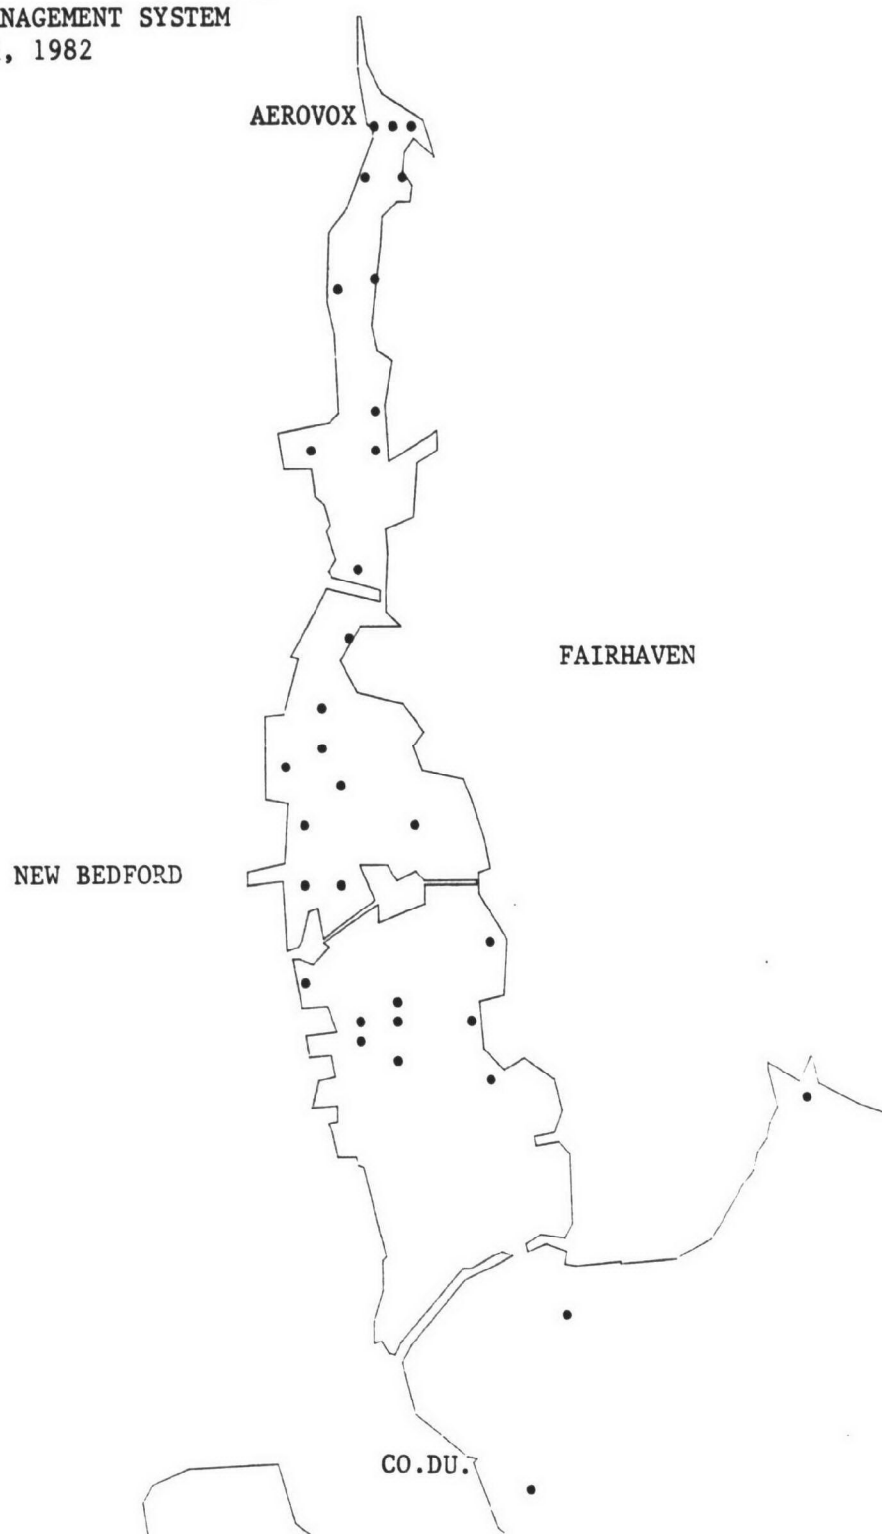 NAGEMENT SYSTEM
, 1982
AEROVOX
FAIRHAVEN
NEW BEDFORD
CO.DU.